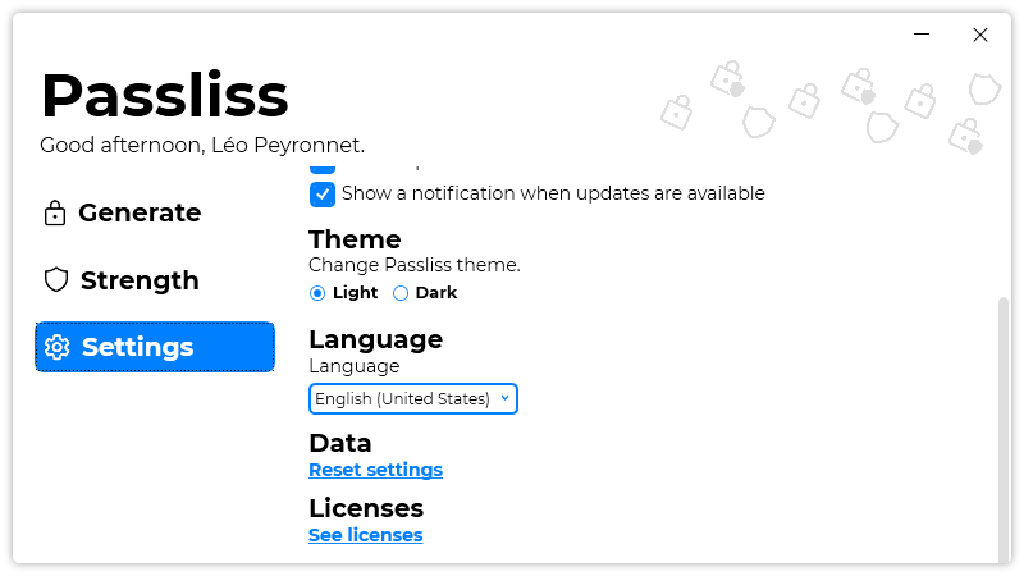 Passliss
Good afternoon, Léo Peyronnet.
Generate
Strength
Settings
Show a notification when updates are available
Theme
Change Passliss theme.
Light Dark
Language
Language
English (United States)
Data
Reset settings
Licenses
See licenses